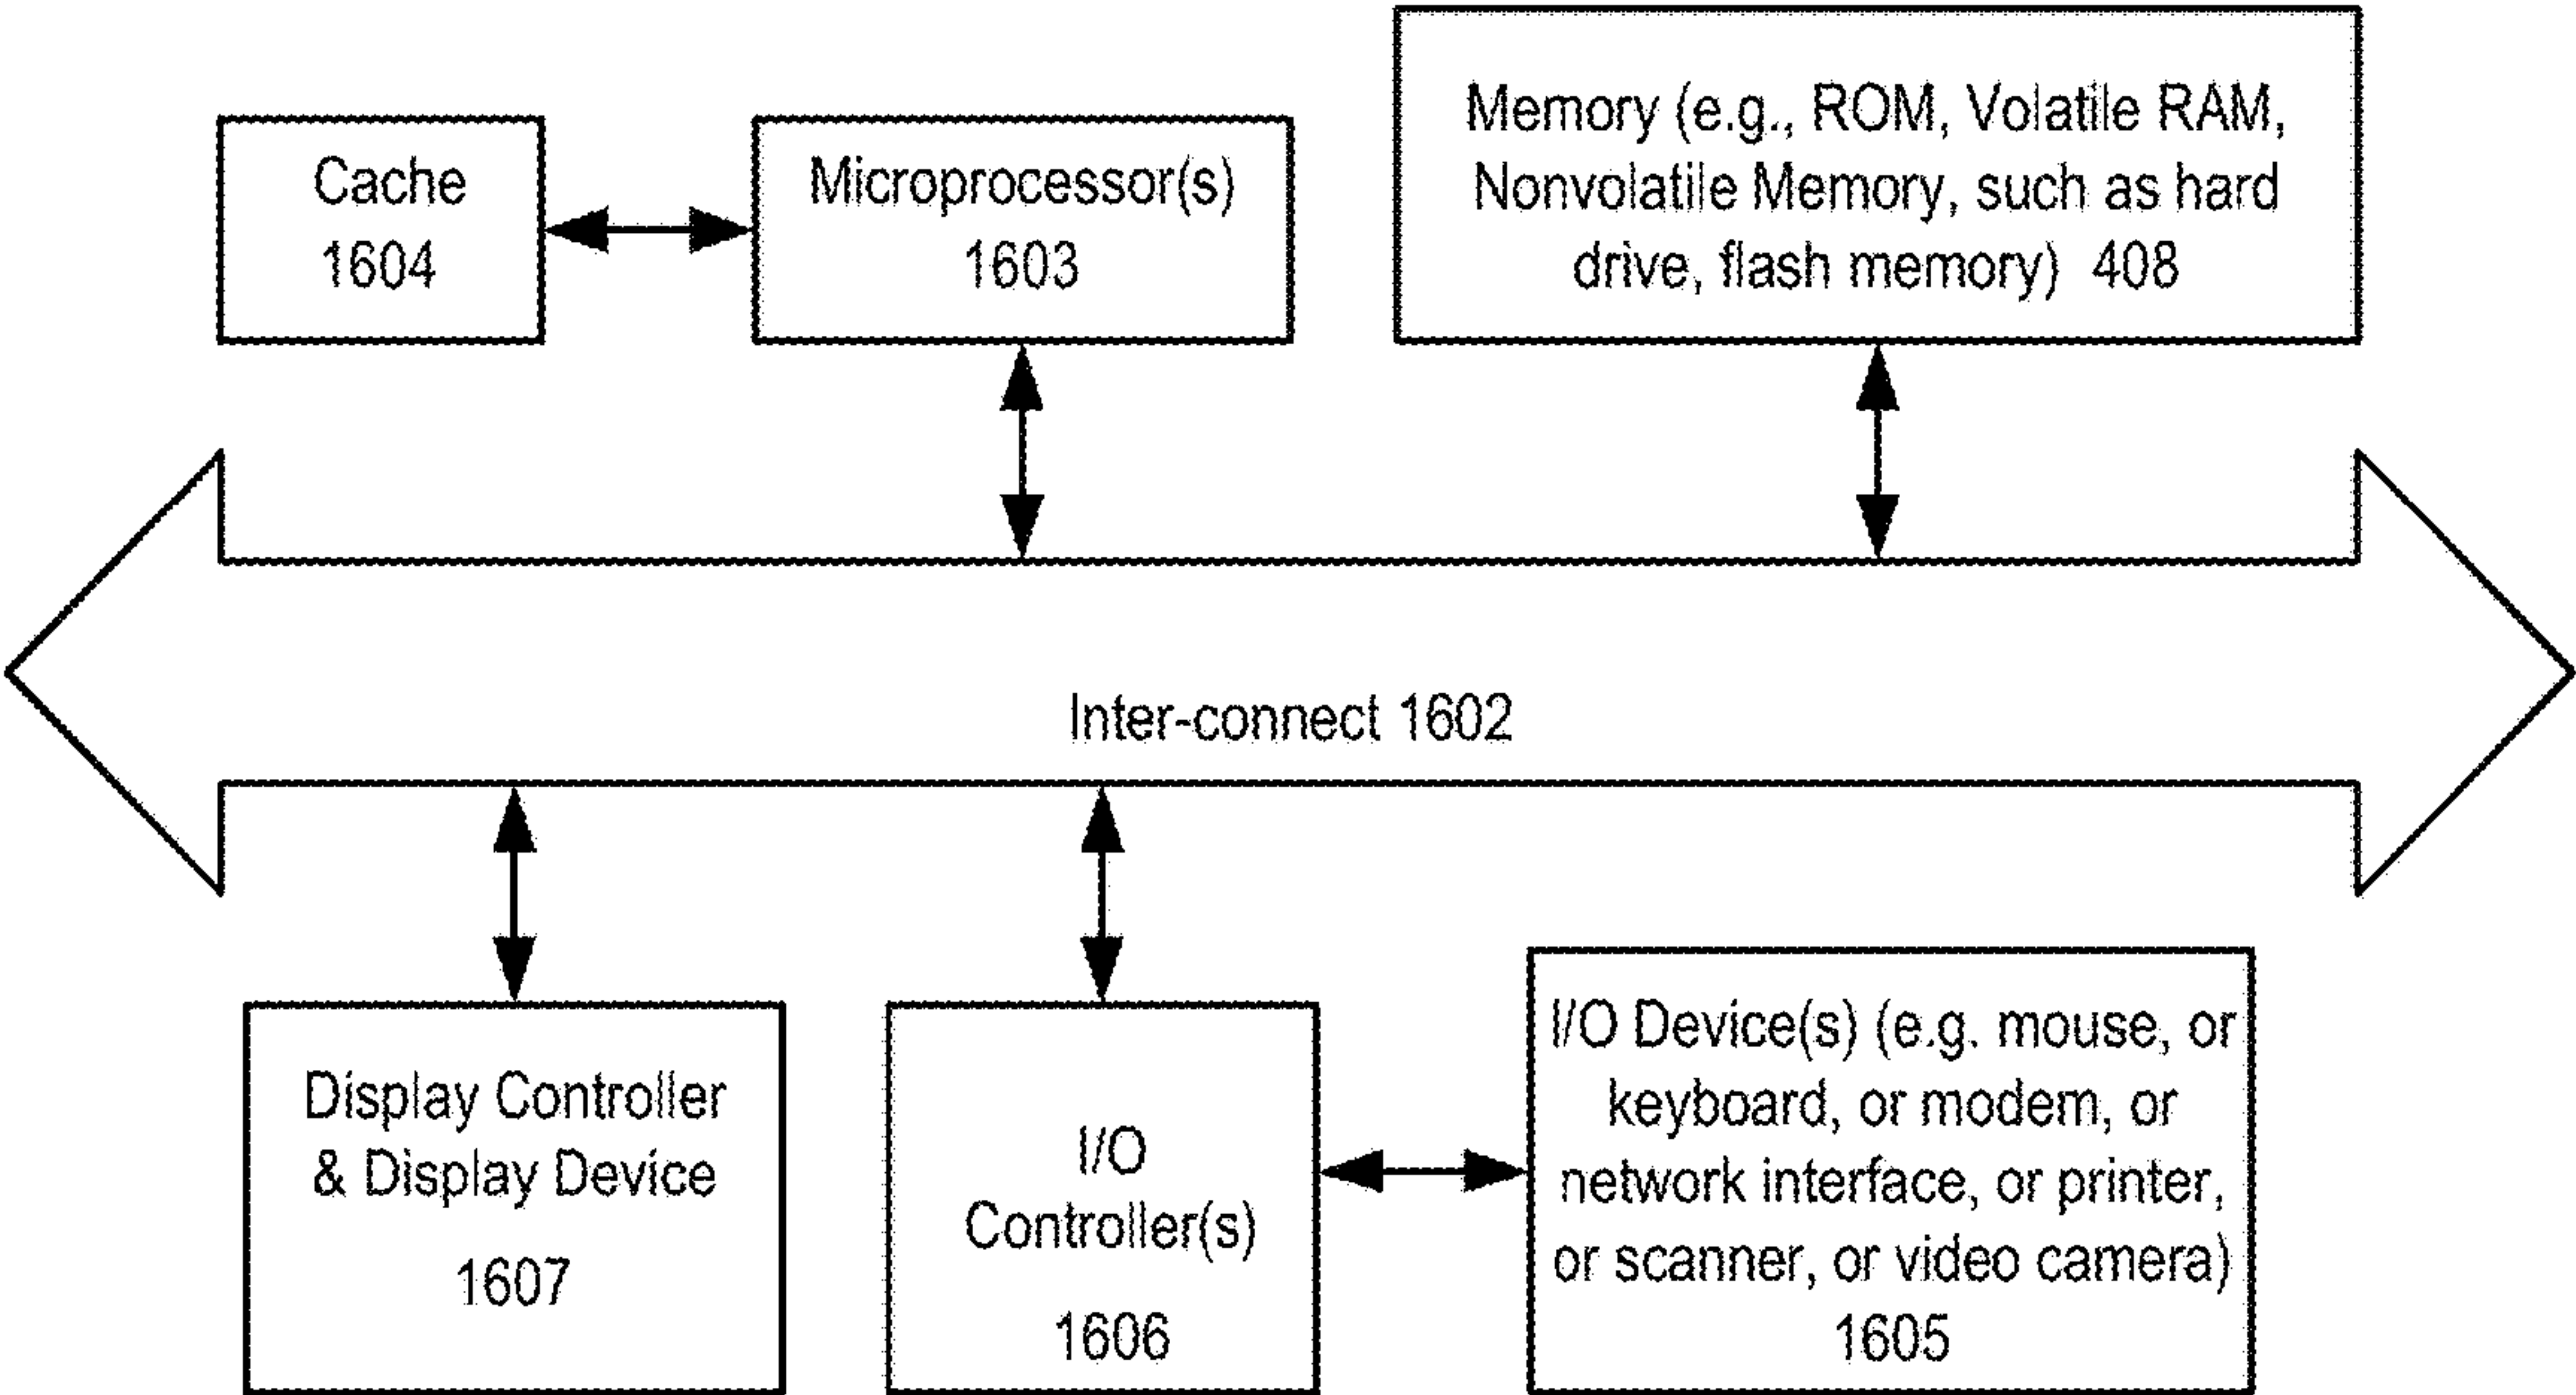 Cache
1604
Microprocessor(s)
1603
Memory (e.g., ROM, Volatile RAM,
Nonvolatile Memory, such as hard
drive, flash memory) 408
Inter-connect 1602
Display Controller
& Display Device
1607
I/O
Controller(s)
1606
I/O Device(s) (e.g. mouse, or
keyboard, or modem, or
network interface, or printer,
or scanner, or video camera)
1605